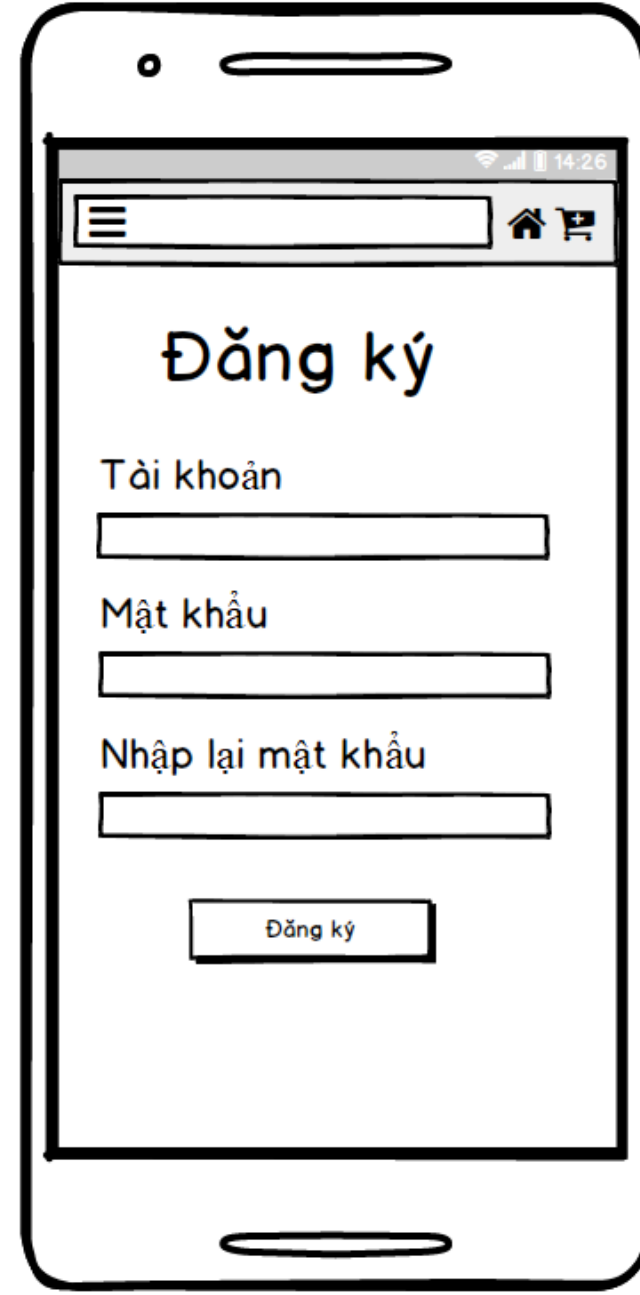 14:26
Đăng ký
Tài khoản
Mật khẩu
Nhập lại mật khẩu
Đăng ký